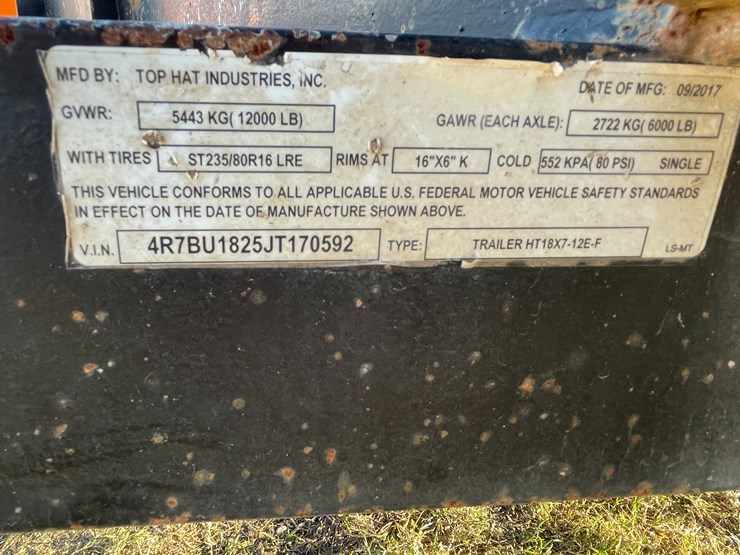 MFD BY: TOP HAT INDUSTRIES, INC. DATE OF MFG: 09/2017
GVWR: 5443 KG( 12000 LB) GAWR (EACH AXLE): 2722 KG( 6000 LB)
WITH TIRES ST235/80R16 LRE RIMS AT 16"X6" K COLD 552 KPA( 80 PSI) SINGLE
THIS VEHICLE CONFORMS TO ALL APPLICABLE U.S. FEDERAL MOTOR VEHICLE SAFETY STANDARDS
IN EFFECT ON THE DATE OF MANUFACTURE SHOWN ABOVE.
V.I.N. 4R7BU1825JT170592 TYPE: TRAILER HT18X7-12E-F LS-MT